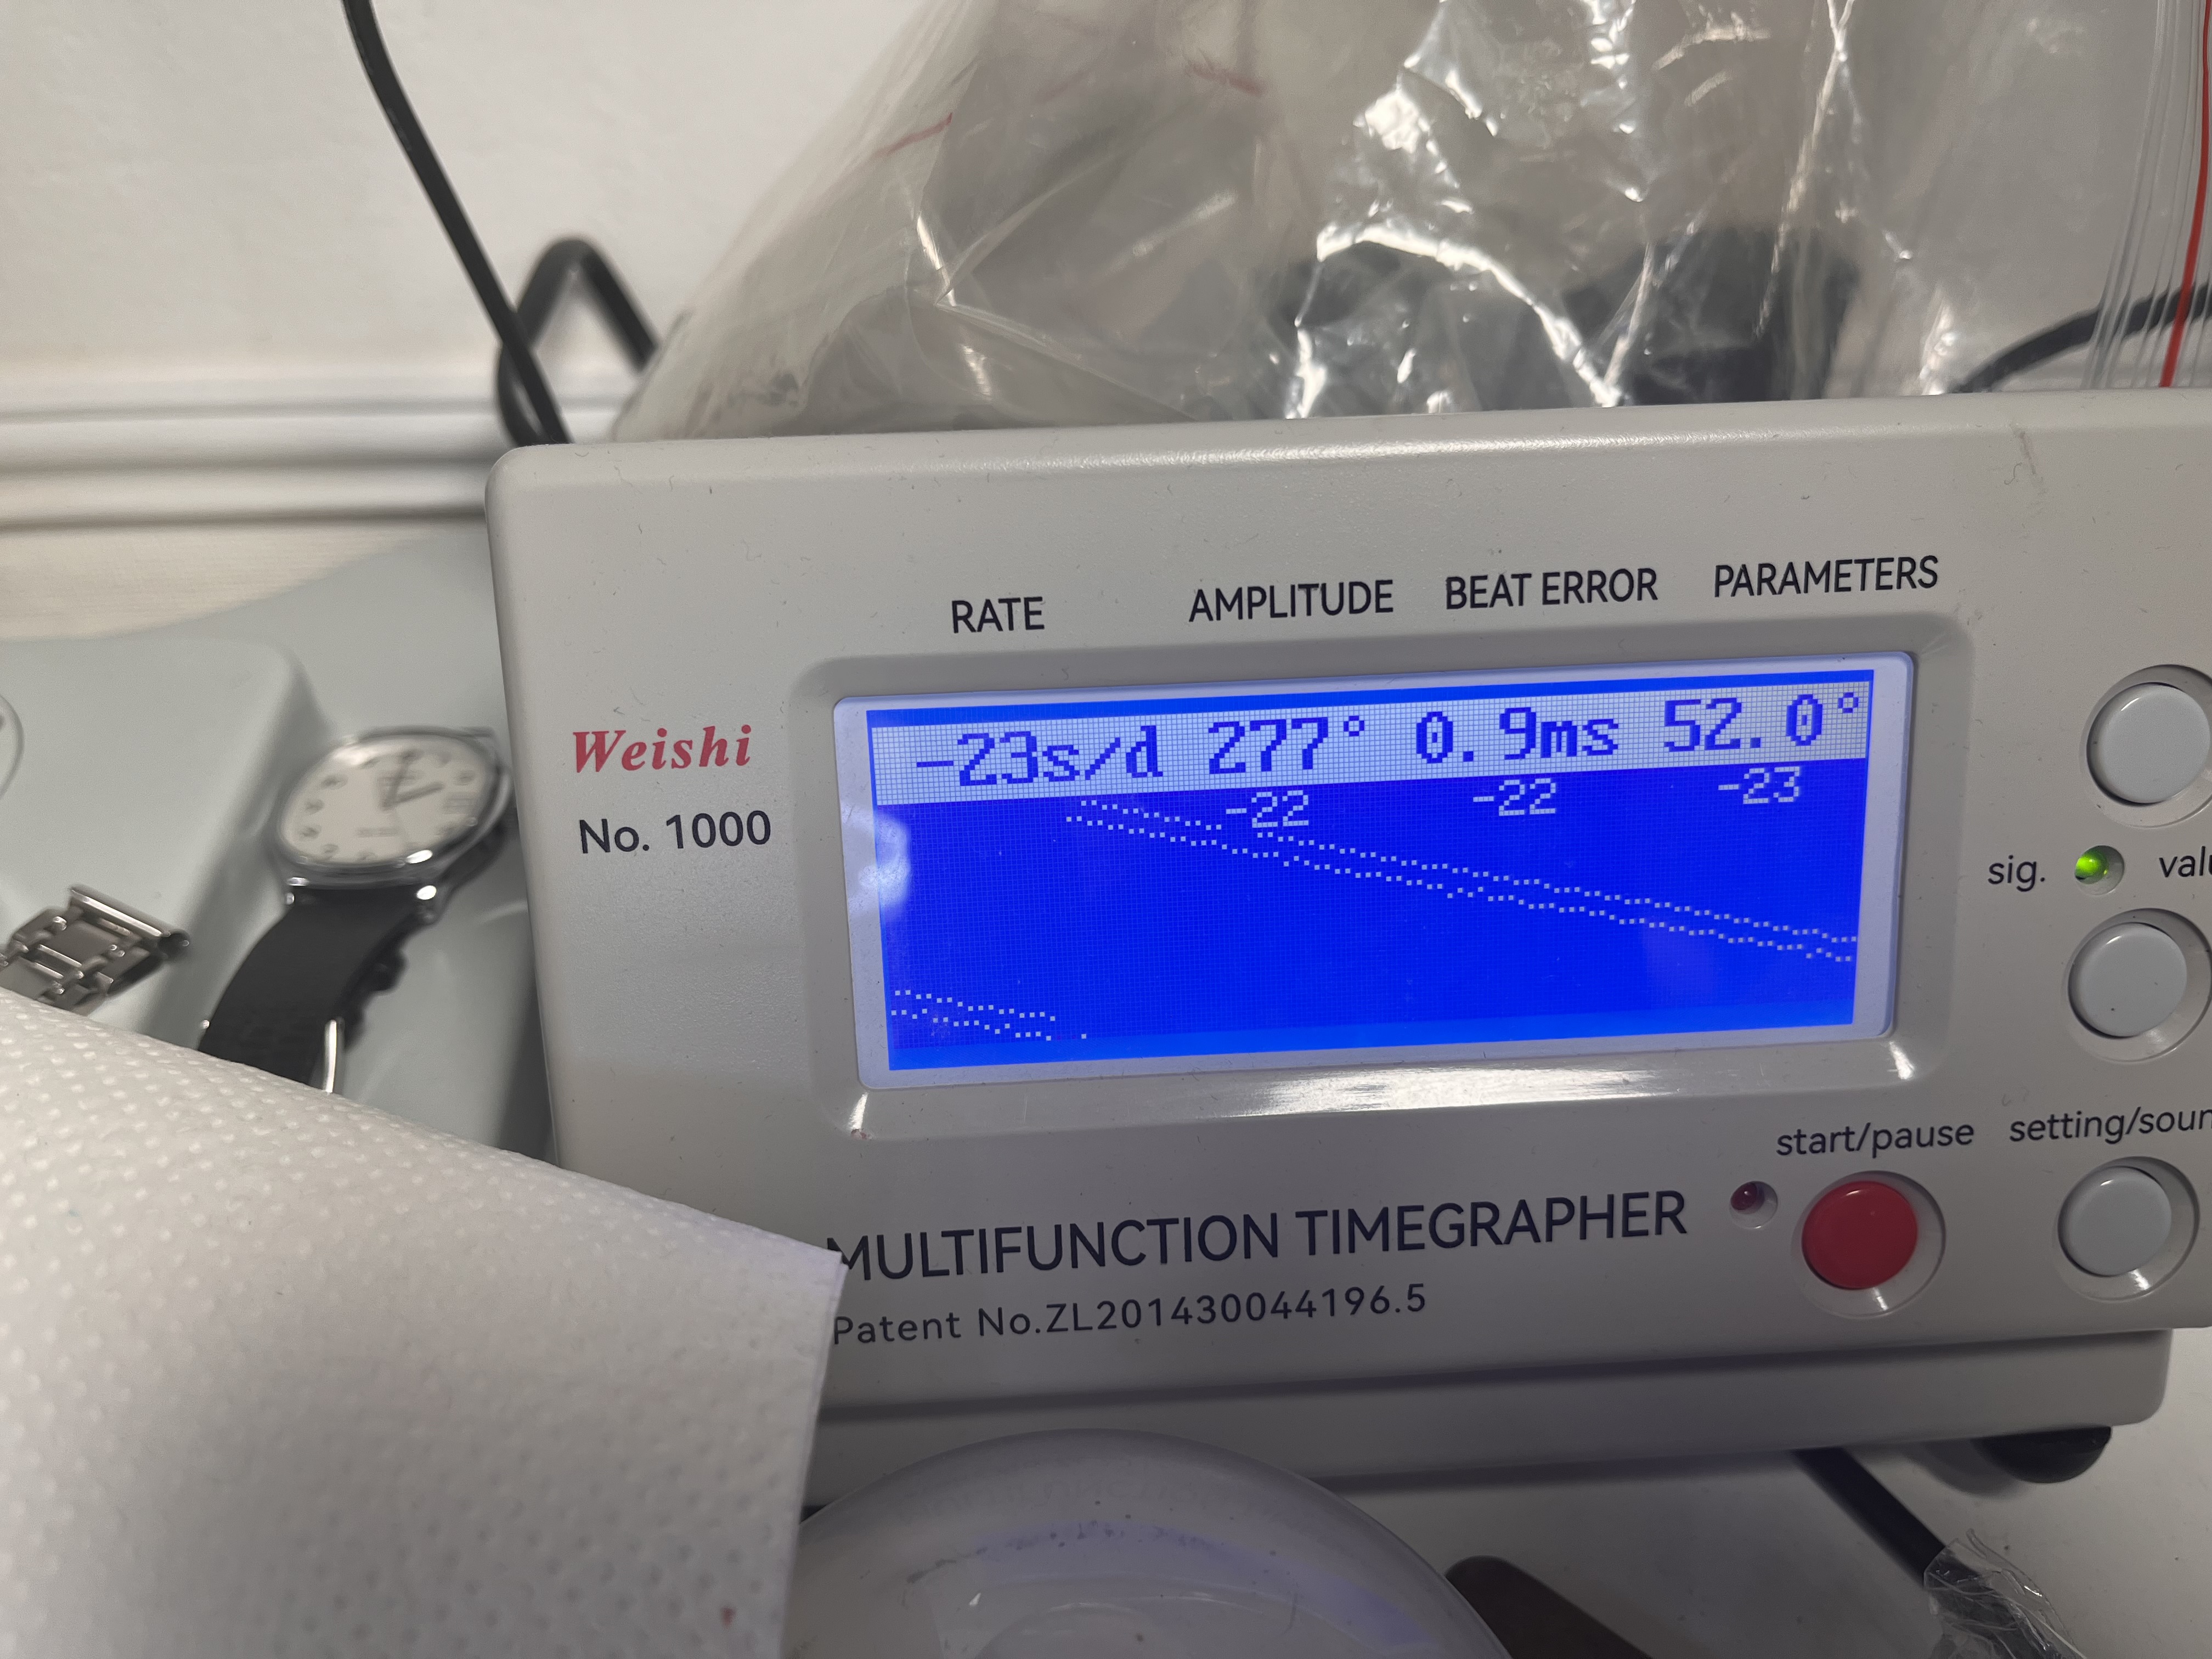 RATE AMPLITUDE BEAT ERROR PARAMETERS
Weishi
No. 1000
-23s/d 277° 0.9ms 52.0°
-22 -22 -23
sig.
start/pause
MULTIFUNCTION TIMEGRAPHER
Patent No.ZL201430044196.5